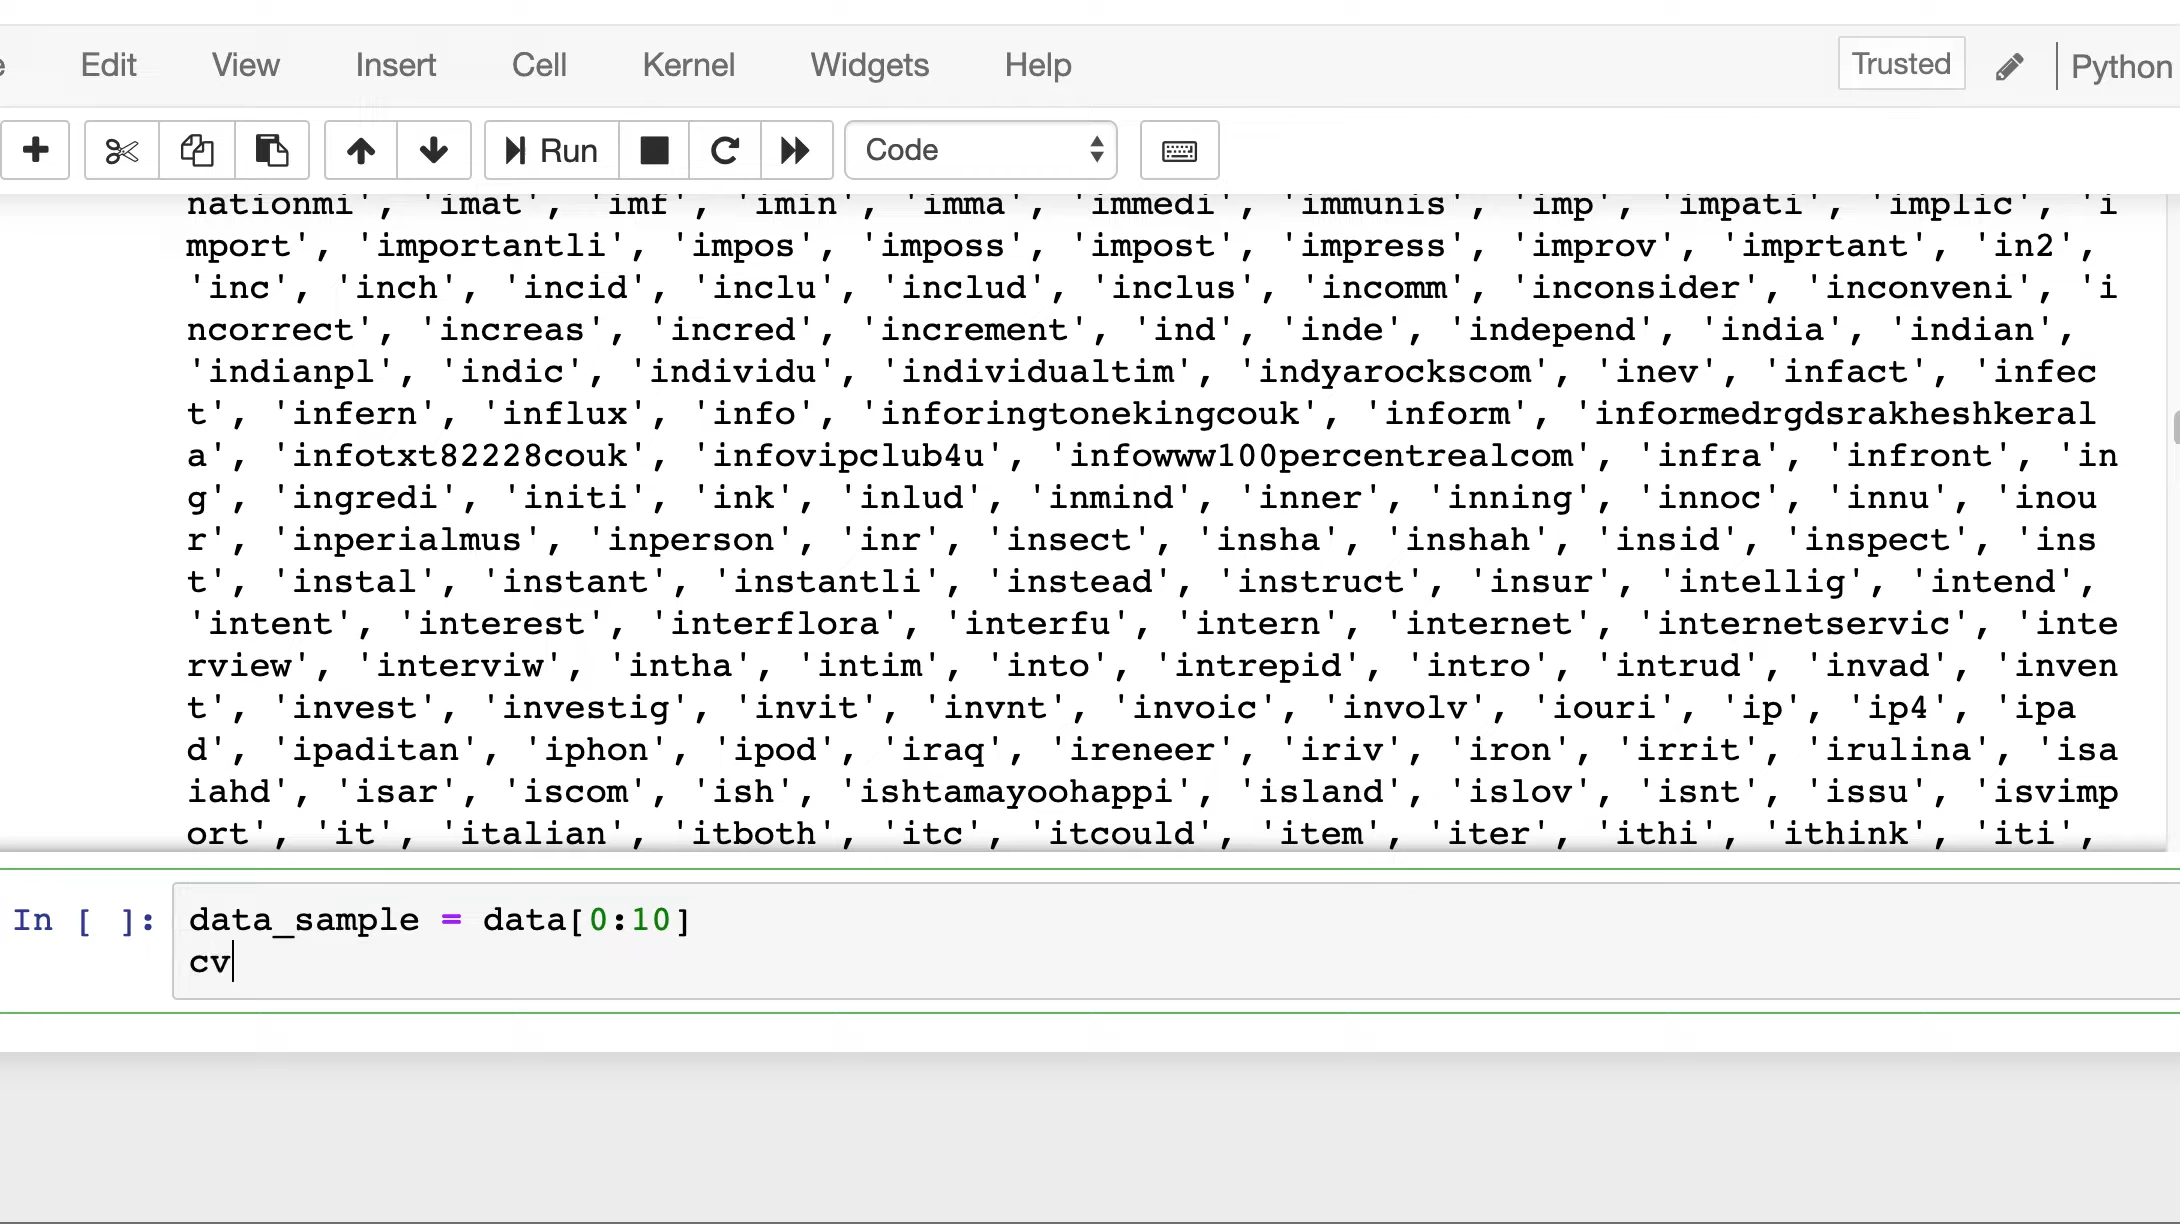 Edit View Insert Cell Kernel Widgets Help Trusted Python
Run Code
nationmi', 'imat', 'imf', 'imin', 'imma', 'immedi', 'immunis', 'imp', 'impati', 'implic', 'i
mport', 'importantli', 'impos', 'imposs', 'impost', 'impress', 'improv', 'imprtant', 'in2',
'inc', 'inch', 'incid', 'inclu', 'includ', 'inclus', 'incomm', 'inconsider', 'inconveni', 'i
ncorrect', 'increas', 'incred', 'increment', 'ind', 'inde', 'independ', 'india', 'indian',
'indianpl', 'indic', 'individu', 'individualtim', 'indyarockscom', 'inev', 'infact', 'infec
t', 'infern', 'influx', 'info', 'inforingtonekingcouk', 'inform', 'informedrgdsrakheshkeral
a', 'infotxt82228couk', 'infovipclub4u', 'infowww100percentrealcom', 'infra', 'infront', 'in
g', 'ingredi', 'initi', 'ink', 'inlud', 'inmind', 'inner', 'inning', 'innoc', 'innu', 'inou
r', 'inperialmus', 'inperson', 'inr', 'insect', 'insha', 'inshah', 'insid', 'inspect', 'ins
t', 'instal', 'instant', 'instantli', 'instead', 'instruct', 'insur', 'intellig', 'intend',
'intent', 'interest', 'interflora', 'interfu', 'intern', 'internet', 'internetservic', 'inte
rview', 'interviw', 'intha', 'intim', 'into', 'intrepid', 'intro', 'intrud', 'invad', 'inven
t', 'invest', 'investig', 'invit', 'invnt', 'invoic', 'involv', 'iouri', 'ip', 'ip4', 'ipa
d', 'ipaditan', 'iphon', 'ipod', 'iraq', 'ireneer', 'iriv', 'iron', 'irrit', 'irulina', 'isa
iahd', 'isar', 'iscom', 'ish', 'ishtamayoohappi', 'island', 'islov', 'isnt', 'issu', 'isvimp
ort', 'it', 'italian', 'itboth', 'itc', 'itcould', 'item', 'iter', 'ithi', 'ithink', 'iti',
In [ ]: data_sample = data[0:10]
cv